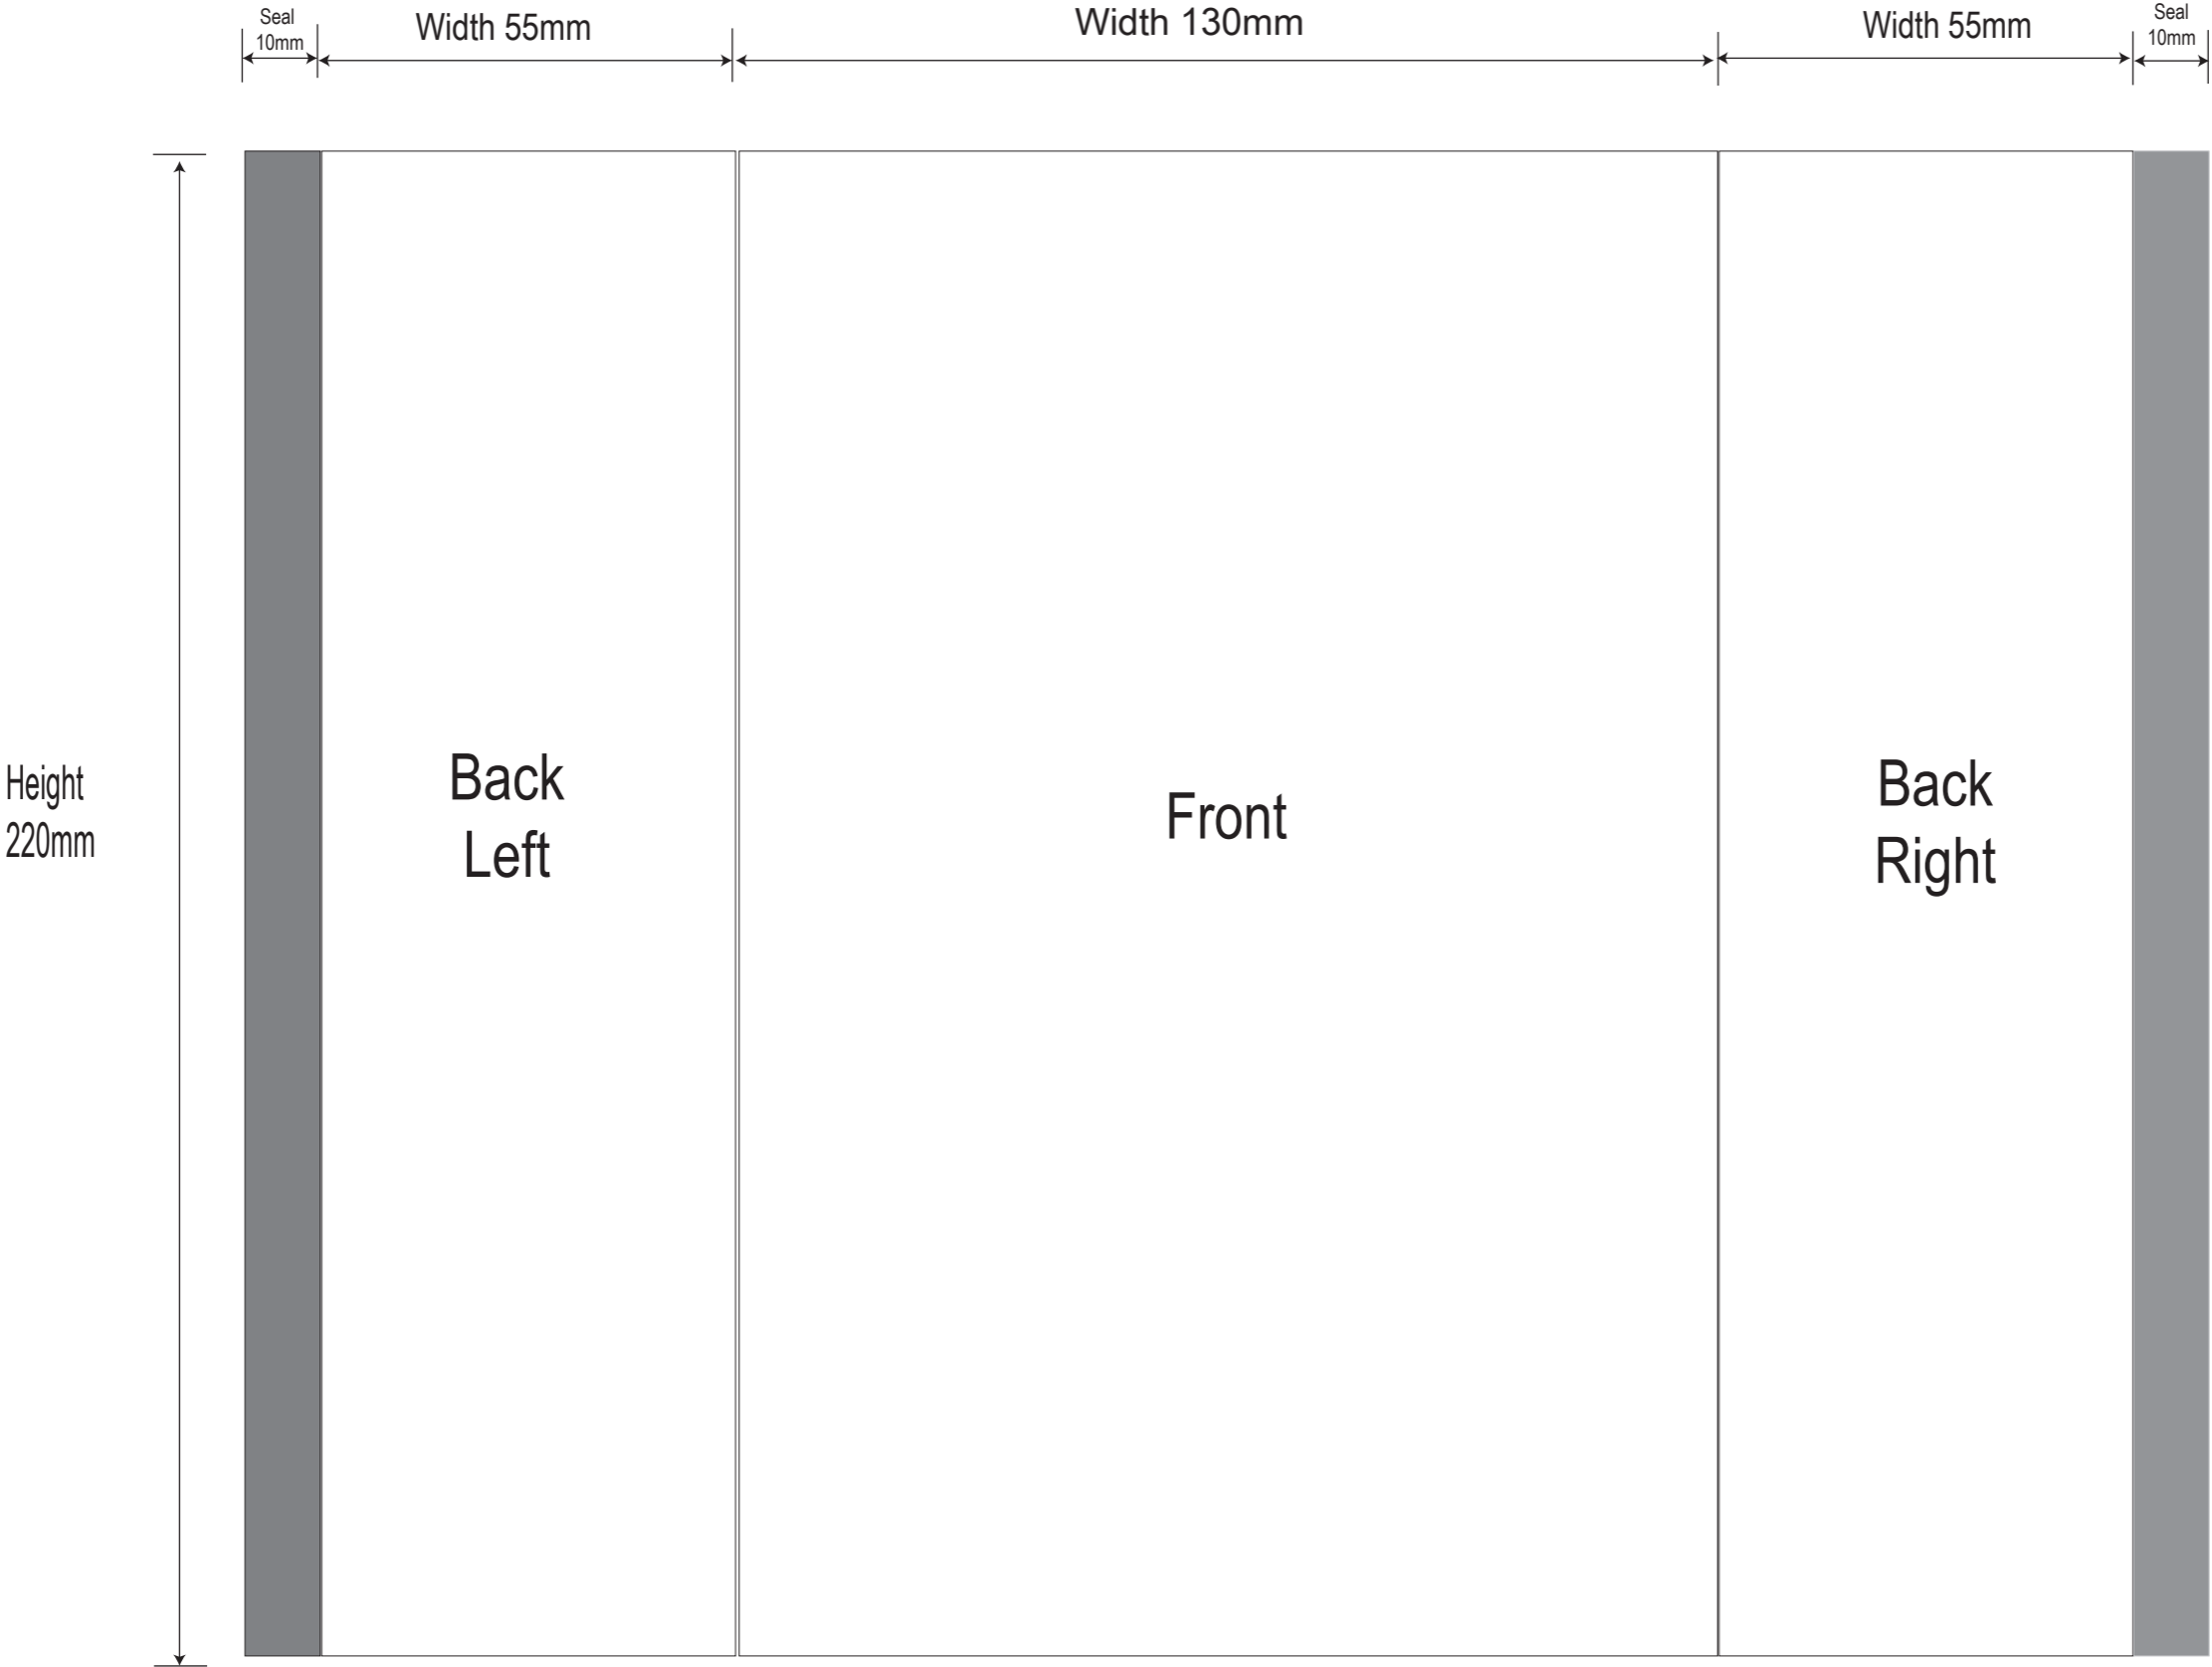 Seal
10mm
Width 55mm
Width 130mm
Width 55mm
Seal
10mm
Height
220mm
Back
Left
Front
Back
Right